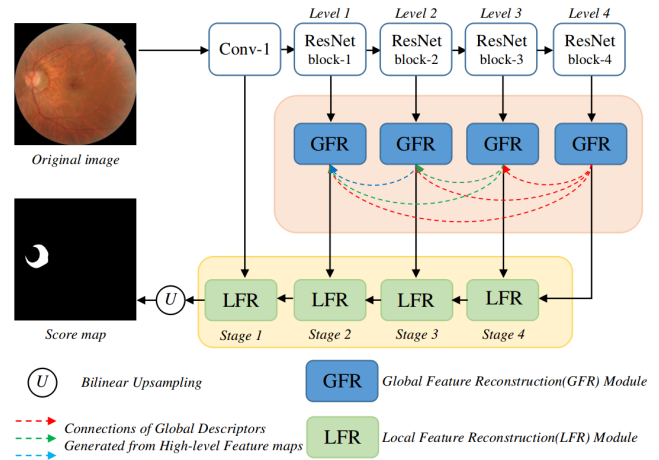 Level 1 Level 2 Level 3 Level 4
Conv-1 ResNet ResNet ResNet ResNet
block-1 block-2 block-3 block-4
Original image
GFR GFR GFR GFR
U LFR LFR LFR LFR
Score map
Stage 1 Stage 2 Stage 3 Stage 4
U Bilinear Upsampling
GFR Global Feature Reconstruction(GFR) Module
Connections of Global Descriptors
Generated from High-level Feature maps
LFR Local Feature Reconstruction(LFR) Module